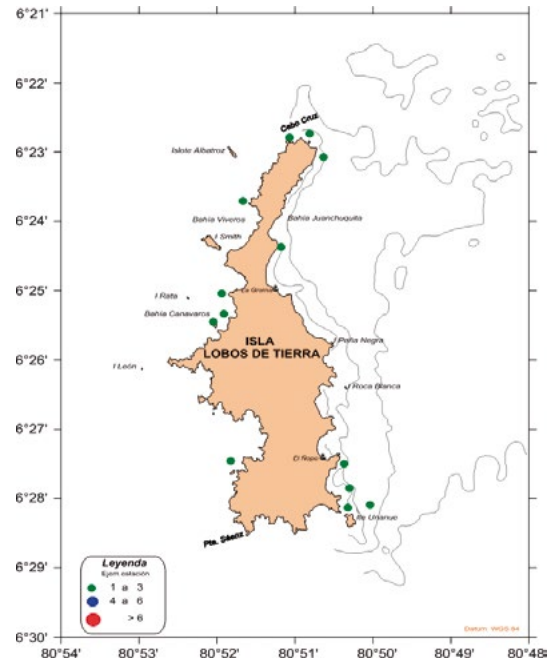 6°21'
6°22'
6°23'
6°24'
6°25'
6°26'
6°27'
6°28'
6°29'
6°30'
Cabo Cruz
Islote Albatroz
Bahía Viveros
Bahía Juanchuquita
I Smith
La Grama
I Rata
Bahía Canavaros
ISLA
LOBOS DE TIERRA
I Peña Negra
I León
I Roca Blanca
El Ñopo
Pta. Sáenz
Leyenda
Ejem estación
1 a 3
4 a 6
> 6
Datum: WGS 84
80°54' 80°53' 80°52' 80°51' 80°50' 80°49' 80°48'